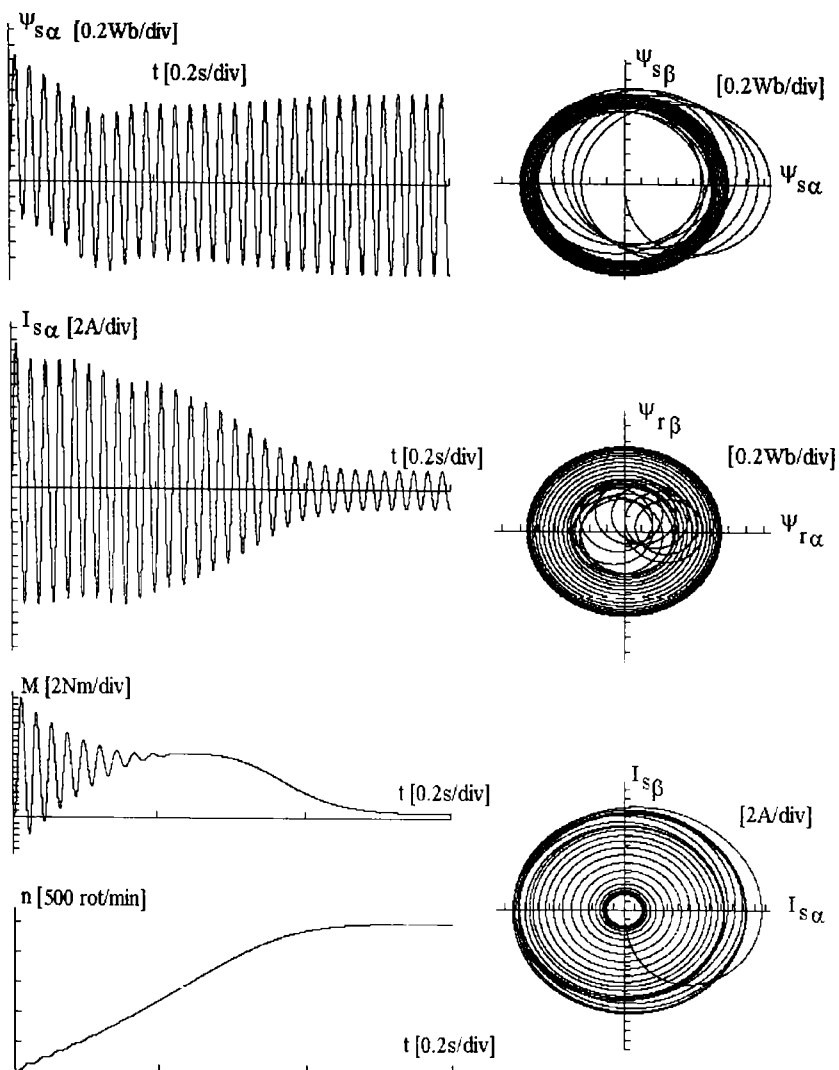 Ψsα [0.2Wb/div]
t [0.2s/div]
Ψsβ
[0.2Wb/div]
Ψsα
Isα [2A/div]
t [0.2s/div]
Ψrβ
[0.2Wb/div]
Ψrα
M [2Nm/div]
t [0.2s/div]
Isβ
[2A/div]
Isα
n [500 rot/min]
t [0.2s/div]